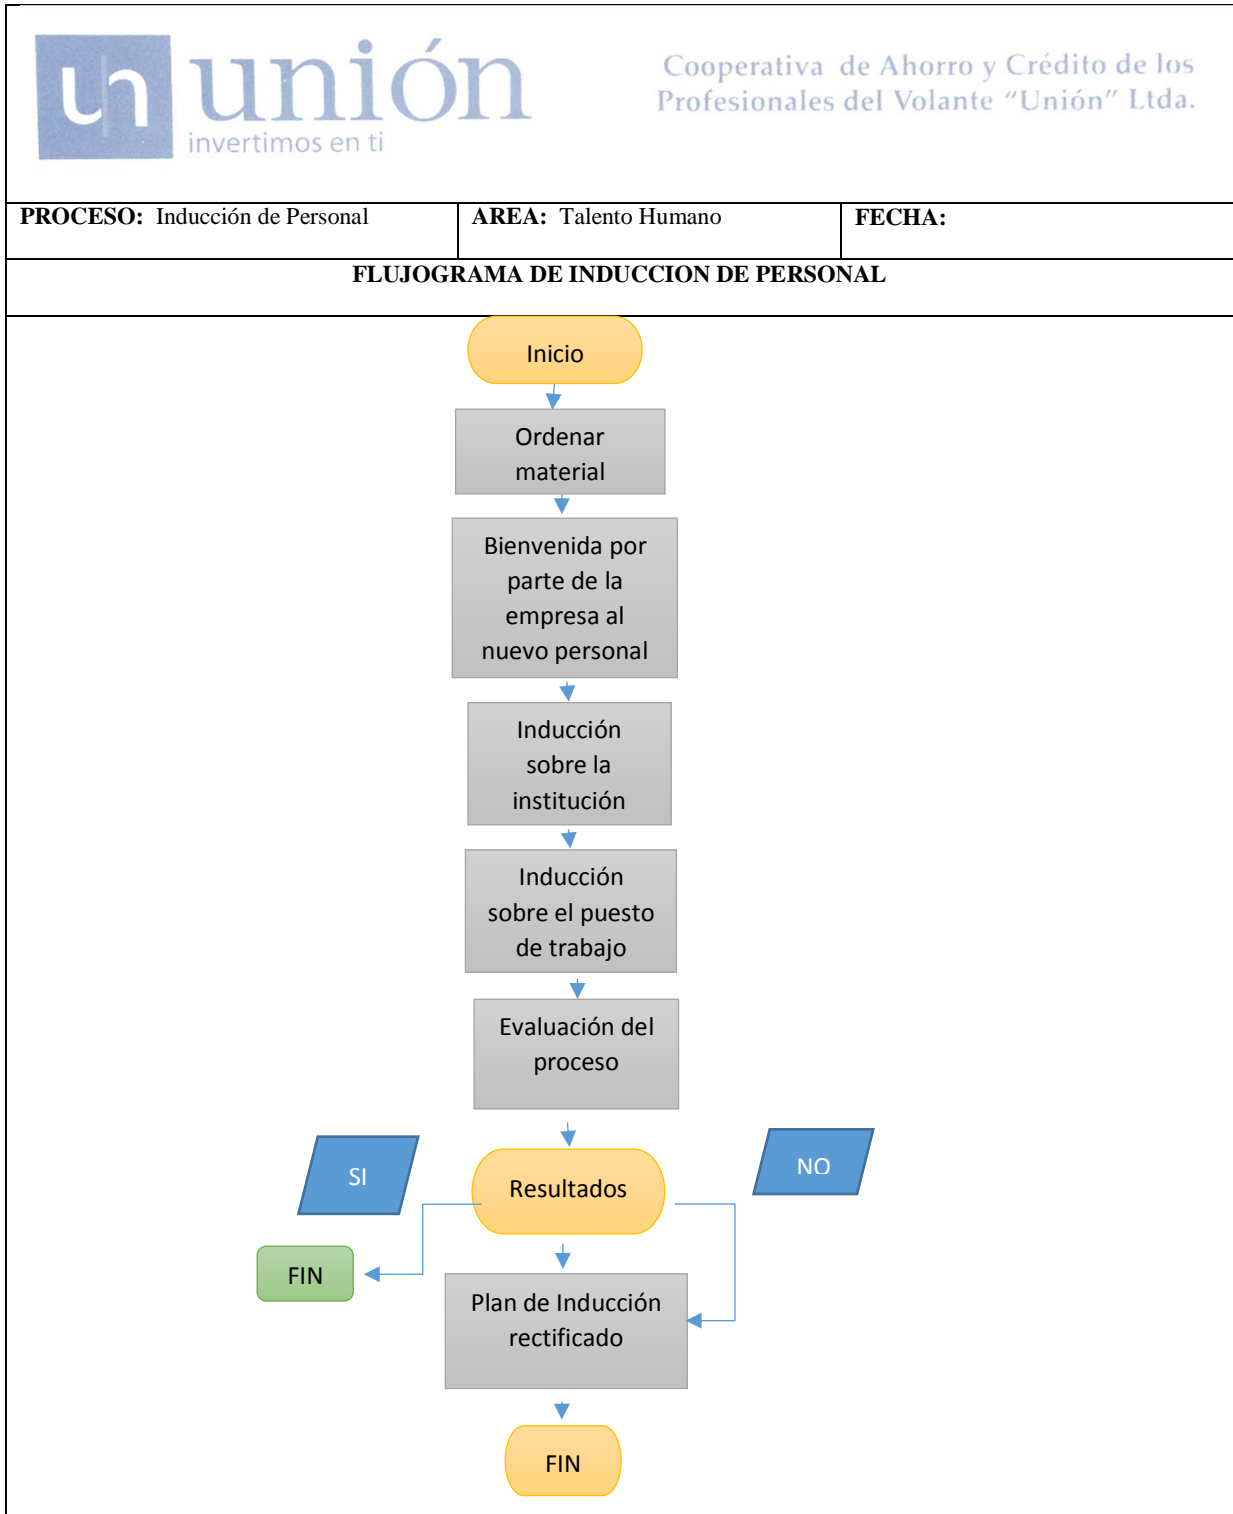 un unión
invertimos en ti
Cooperativa de Ahorro y Crédito de los
Profesionales del Volante “Unión” Ltda.
PROCESO: Inducción de Personal
AREA: Talento Humano
FECHA:
FLUJOGRAMA DE INDUCCION DE PERSONAL
Inicio
Ordenar
material
Bienvenida por
parte de la
empresa al
nuevo personal
Inducción
sobre la
institución
Inducción
sobre el puesto
de trabajo
Evaluación del
proceso
SI
Resultados
NO
FIN
Plan de Inducción
rectificado
FIN